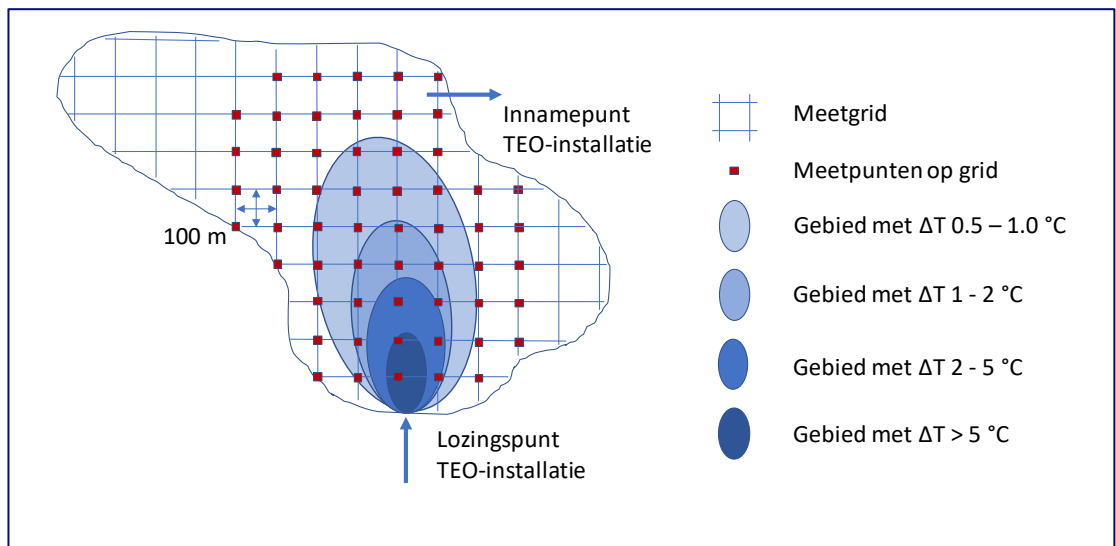 Innamepunt
TEO-installatie
100 m
Lozingspunt
TEO-installatie
Meetgrid
Meetpunten op grid
Gebied met ΔT 0.5 – 1.0 °C
Gebied met ΔT 1 - 2 °C
Gebied met ΔT 2 - 5 °C
Gebied met ΔT > 5 °C